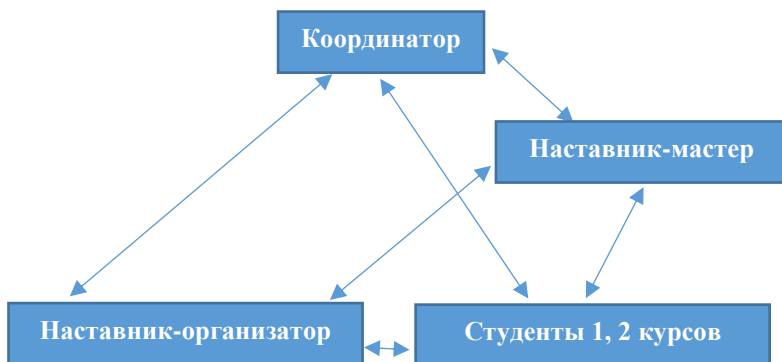 Координатор
Наставник-мастер
Наставник-организатор
Студенты 1, 2 курсов